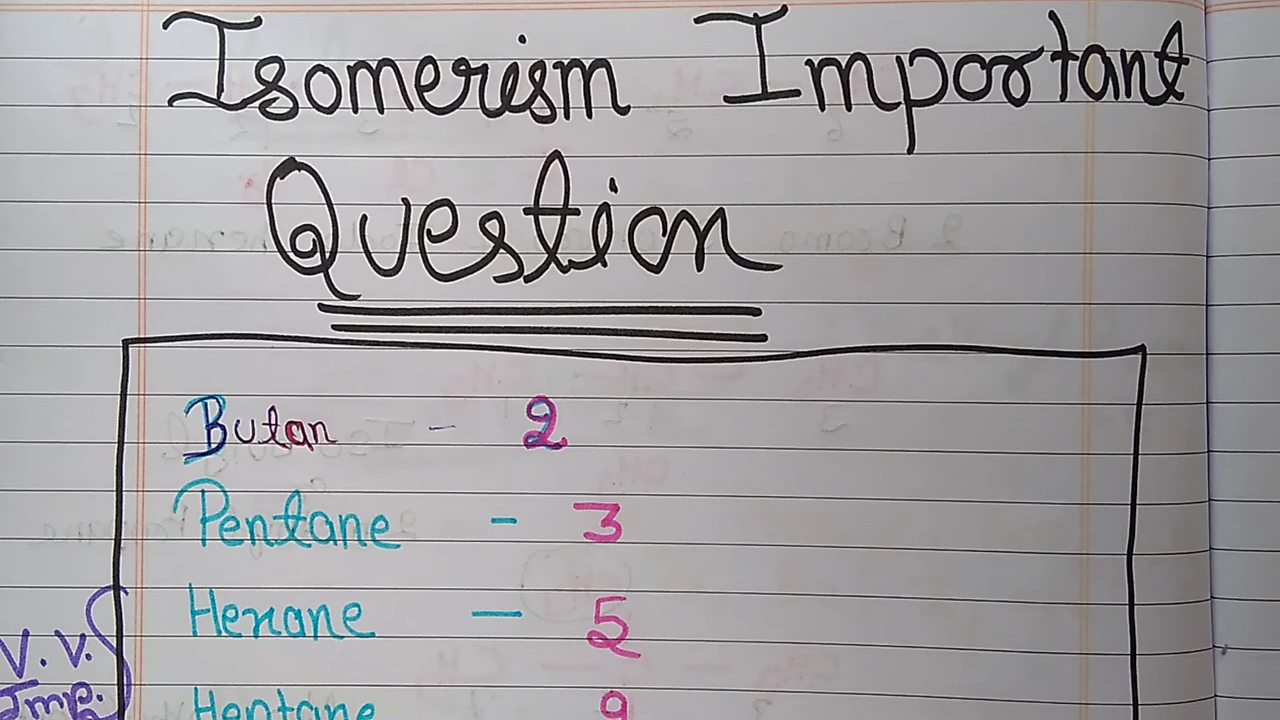 Isomerism Important
Question
Butan - 2
Pentane - 3
Hexane - 5
V. V.
Imp.
Heptane 9